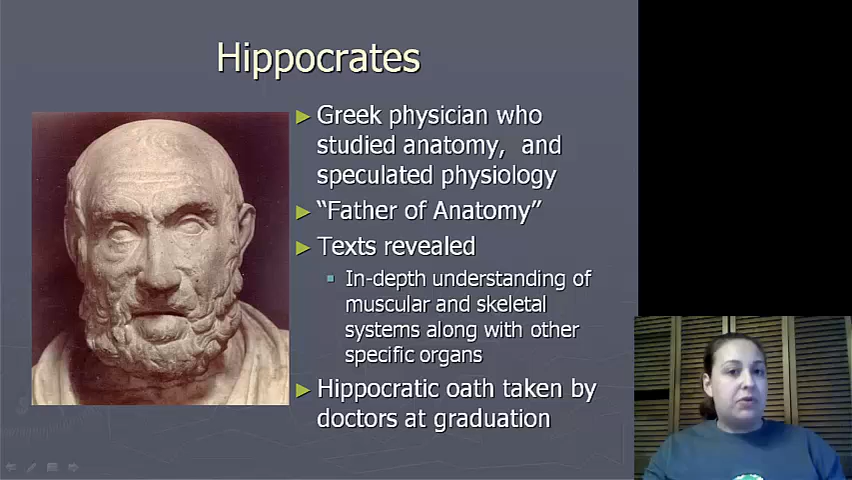 Hippocrates
► Greek physician who
studied anatomy, and
speculated physiology
► “Father of Anatomy”
► Texts revealed
▪ In-depth understanding of
muscular and skeletal
systems along with other
specific organs
► Hippocratic oath taken by
doctors at graduation